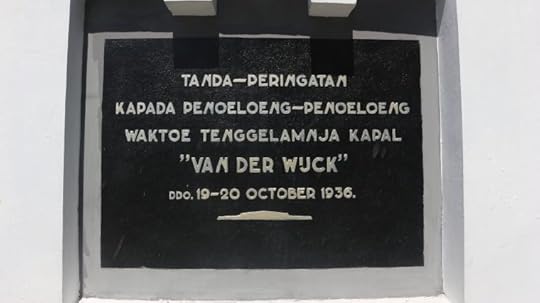 TANDA-PERINGATAN
KAPADA PENOELOENG-PENOELOENG
WAKTOE TENGGELAMNJA KAPAL
"VAN DER WIJCK"
DDO. 19-20 OCTOBER 1936.